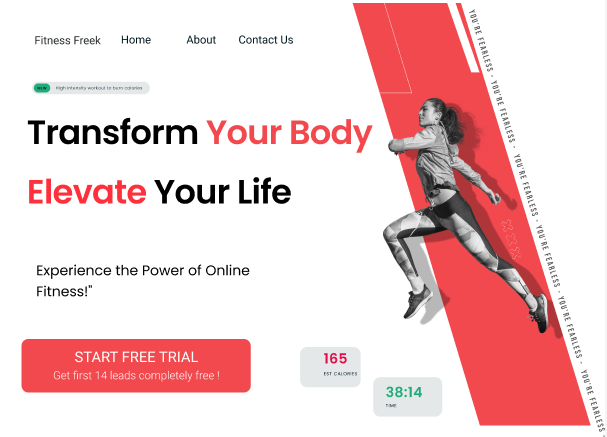 Fitness Freek
Home
About
Contact Us
NEW
High intensity workout to burn calories
Transform Your Body
Elevate Your Life
Experience the Power of Online
Fitness!"
START FREE TRIAL
Get first 14 leads completely free !
165
EST CALORIES
38:14
TIME
YOU'RE FEARLESS - YOU'RE FEARLESS - YOU'RE FEARLESS - YOU'RE FEARLESS - YOU'RE FEARLESS - YOU'RE FEARLESS -